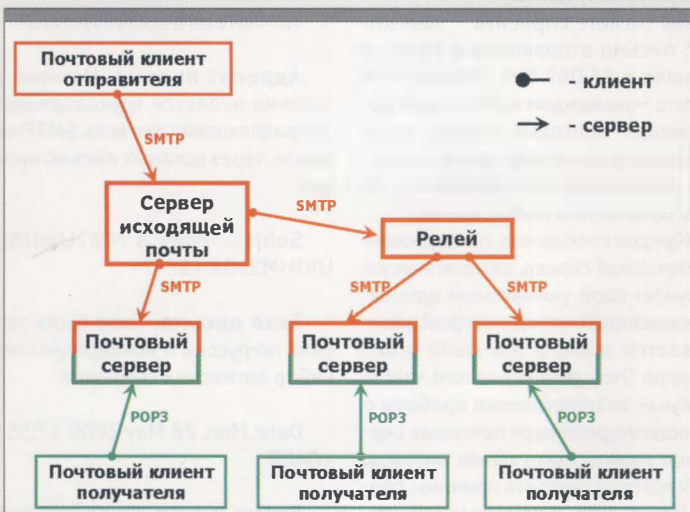 Почтовый клиент
отправителя
- клиент
- сервер
SMTP
Сервер
исходящей
почты
SMTP
Релей
SMTP
SMTP
SMTP
Почтовый
сервер
Почтовый
сервер
Почтовый
сервер
POP3
POP3
POP3
Почтовый клиент
получателя
Почтовый клиент
получателя
Почтовый клиент
получателя